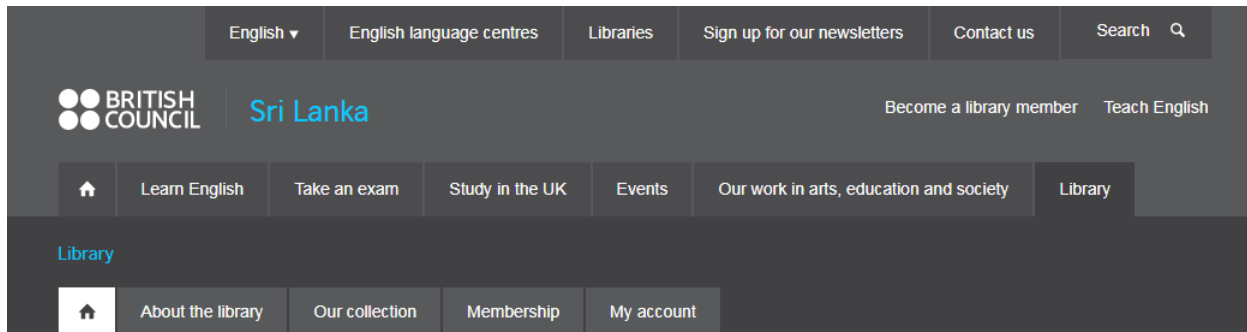 English ▾ English language centres Libraries Sign up for our newsletters Contact us Search
BRITISH
COUNCIL
Sri Lanka
Become a library member Teach English
Learn English Take an exam Study in the UK Events Our work in arts, education and society Library
Library
About the library Our collection Membership My account